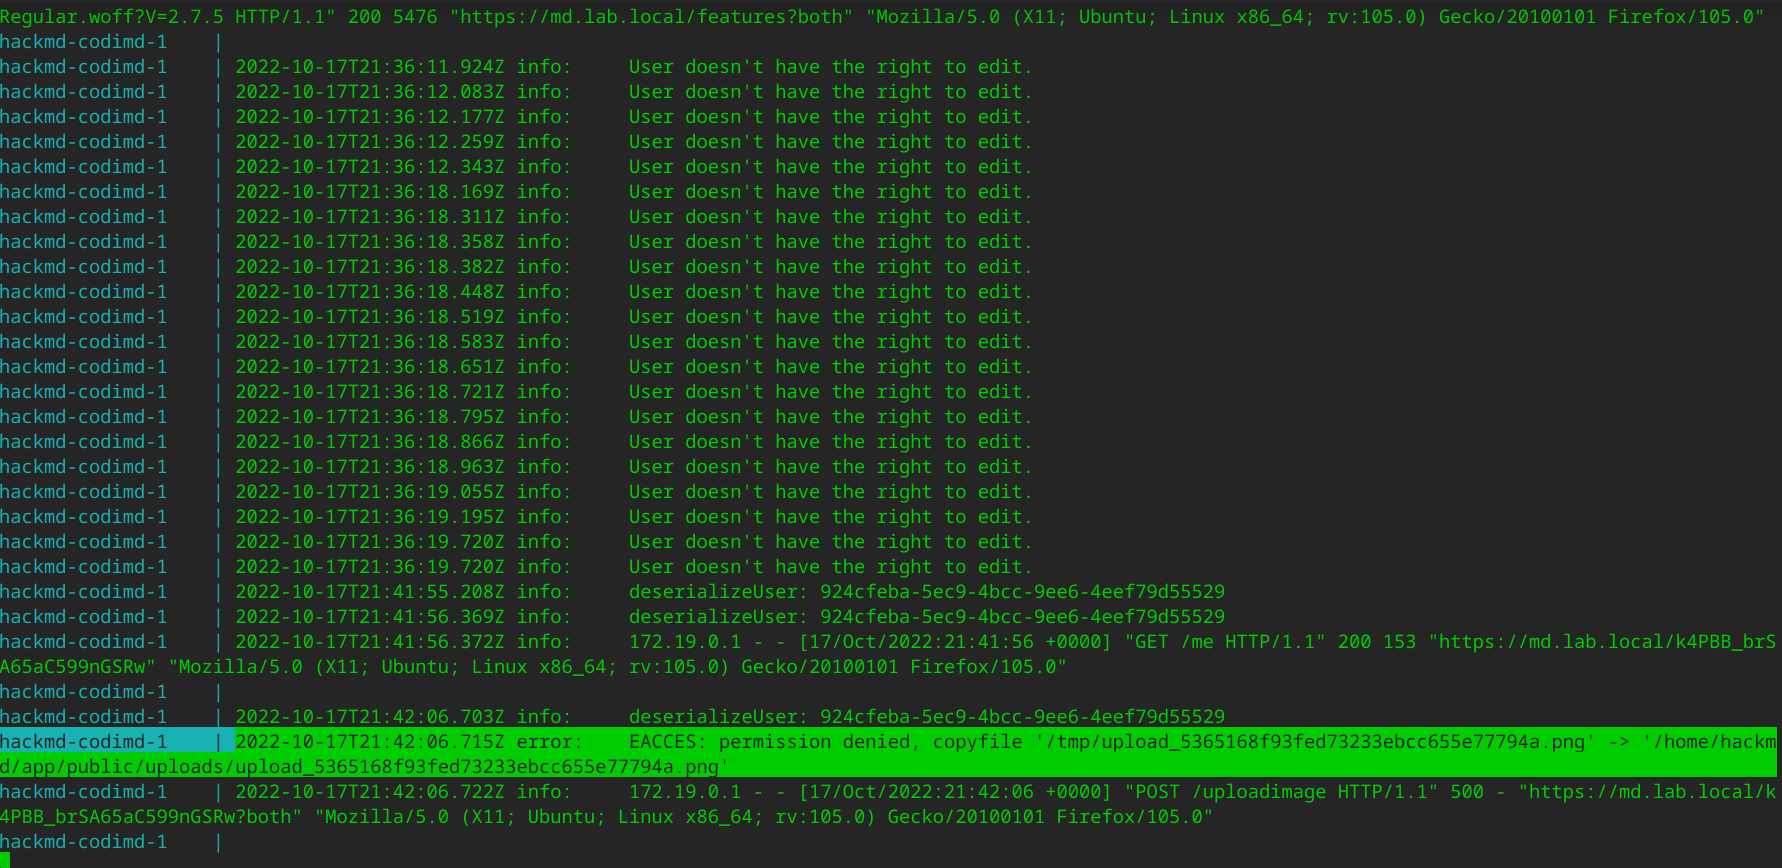 Regular.woff?V=2.7.5 HTTP/1.1" 200 5476 "https://md.lab.local/features?both" "Mozilla/5.0 (X11; Ubuntu; Linux x86_64; rv:105.0) Gecko/20100101 Firefox/105.0"
hackmd-codimd-1    |
hackmd-codimd-1    | 2022-10-17T21:36:11.924Z info:     User doesn't have the right to edit.
hackmd-codimd-1    | 2022-10-17T21:36:12.083Z info:     User doesn't have the right to edit.
hackmd-codimd-1    | 2022-10-17T21:36:12.177Z info:     User doesn't have the right to edit.
hackmd-codimd-1    | 2022-10-17T21:36:12.259Z info:     User doesn't have the right to edit.
hackmd-codimd-1    | 2022-10-17T21:36:12.343Z info:     User doesn't have the right to edit.
hackmd-codimd-1    | 2022-10-17T21:36:18.169Z info:     User doesn't have the right to edit.
hackmd-codimd-1    | 2022-10-17T21:36:18.311Z info:     User doesn't have the right to edit.
hackmd-codimd-1    | 2022-10-17T21:36:18.358Z info:     User doesn't have the right to edit.
hackmd-codimd-1    | 2022-10-17T21:36:18.382Z info:     User doesn't have the right to edit.
hackmd-codimd-1    | 2022-10-17T21:36:18.448Z info:     User doesn't have the right to edit.
hackmd-codimd-1    | 2022-10-17T21:36:18.519Z info:     User doesn't have the right to edit.
hackmd-codimd-1    | 2022-10-17T21:36:18.583Z info:     User doesn't have the right to edit.
hackmd-codimd-1    | 2022-10-17T21:36:18.651Z info:     User doesn't have the right to edit.
hackmd-codimd-1    | 2022-10-17T21:36:18.721Z info:     User doesn't have the right to edit.
hackmd-codimd-1    | 2022-10-17T21:36:18.795Z info:     User doesn't have the right to edit.
hackmd-codimd-1    | 2022-10-17T21:36:18.866Z info:     User doesn't have the right to edit.
hackmd-codimd-1    | 2022-10-17T21:36:18.963Z info:     User doesn't have the right to edit.
hackmd-codimd-1    | 2022-10-17T21:36:19.055Z info:     User doesn't have the right to edit.
hackmd-codimd-1    | 2022-10-17T21:36:19.195Z info:     User doesn't have the right to edit.
hackmd-codimd-1    | 2022-10-17T21:36:19.720Z info:     User doesn't have the right to edit.
hackmd-codimd-1    | 2022-10-17T21:36:19.720Z info:     User doesn't have the right to edit.
hackmd-codimd-1    | 2022-10-17T21:41:55.208Z info:     deserializeUser: 924cfeba-5ec9-4bcc-9ee6-4eef79d55529
hackmd-codimd-1    | 2022-10-17T21:41:56.369Z info:     deserializeUser: 924cfeba-5ec9-4bcc-9ee6-4eef79d55529
hackmd-codimd-1    | 2022-10-17T21:41:56.372Z info:     172.19.0.1 - - [17/Oct/2022:21:41:56 +0000] "GET /me HTTP/1.1" 200 153 "https://md.lab.local/k4PBB_brS
A65aC599nGSRw" "Mozilla/5.0 (X11; Ubuntu; Linux x86_64; rv:105.0) Gecko/20100101 Firefox/105.0"
hackmd-codimd-1    |
hackmd-codimd-1    | 2022-10-17T21:42:06.703Z info:     deserializeUser: 924cfeba-5ec9-4bcc-9ee6-4eef79d55529
hackmd-codimd-1    | 2022-10-17T21:42:06.715Z error:    EACCES: permission denied, copyfile '/tmp/upload_5365168f93fed73233ebcc655e77794a.png' -> '/home/hackm
d/app/public/uploads/upload_5365168f93fed73233ebcc655e77794a.png'
hackmd-codimd-1    | 2022-10-17T21:42:06.722Z info:     172.19.0.1 - - [17/Oct/2022:21:42:06 +0000] "POST /uploadimage HTTP/1.1" 500 - "https://md.lab.local/k
4PBB_brSA65aC599nGSRw?both" "Mozilla/5.0 (X11; Ubuntu; Linux x86_64; rv:105.0) Gecko/20100101 Firefox/105.0"
hackmd-codimd-1    |